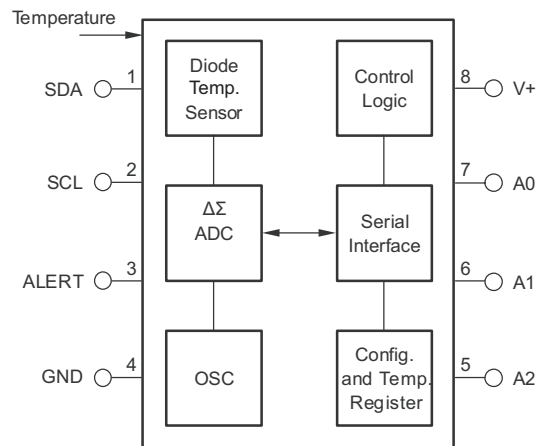 Temperature
SDA
1
Diode
Temp.
Sensor
Control
Logic
8
V+
SCL
2
ΔΣ
ADC
Serial
Interface
7
A0
ALERT
3
6
A1
GND
4
OSC
Config.
and Temp.
Register
5
A2